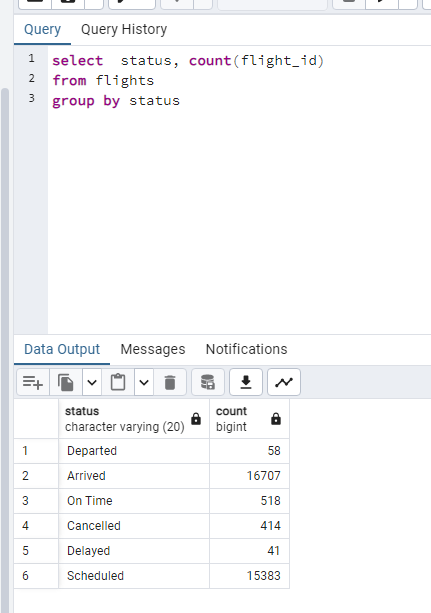 Query Query History
1 select  status, count(flight_id)
2 from flights
3 group by status
Data Output Messages Notifications
status count
character varying (20) bigint
1 Departed 58
2 Arrived 16707
3 On Time 518
4 Cancelled 414
5 Delayed 41
6 Scheduled 15383